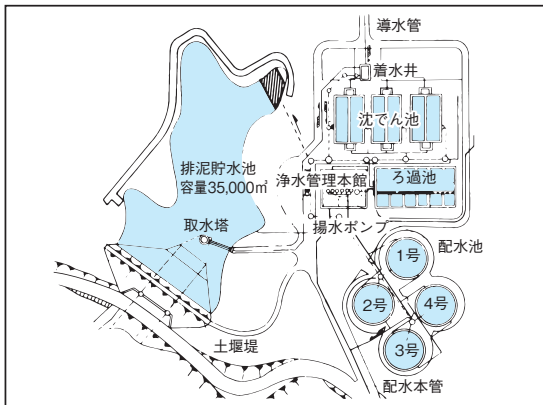 導水管
着水井
沈でん池
排泥貯水池
容量35,000㎥
浄水管理本館
ろ過池
取水塔
揚水ポンプ
配水池
1号
2号
4号
3号
土堰堤
配水本管